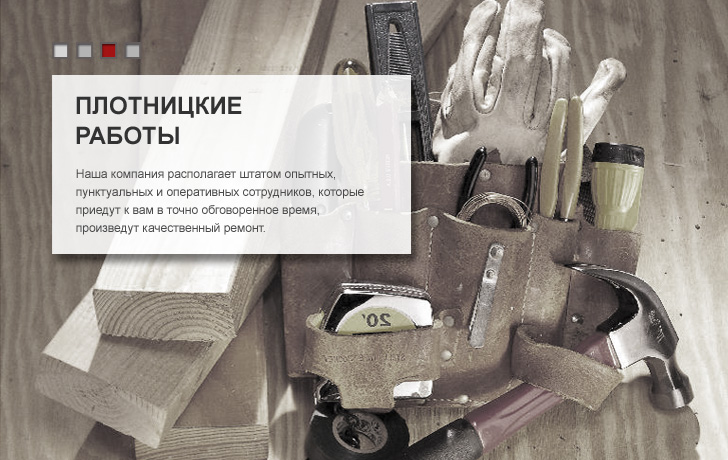 ПЛОТНИЦКИЕ
РАБОТЫ
Наша компания располагает штатом опытных,
пунктуальных и оперативных сотрудников, которые
приедут к вам в точно обговоренное время,
произведут качественный ремонт.
20'